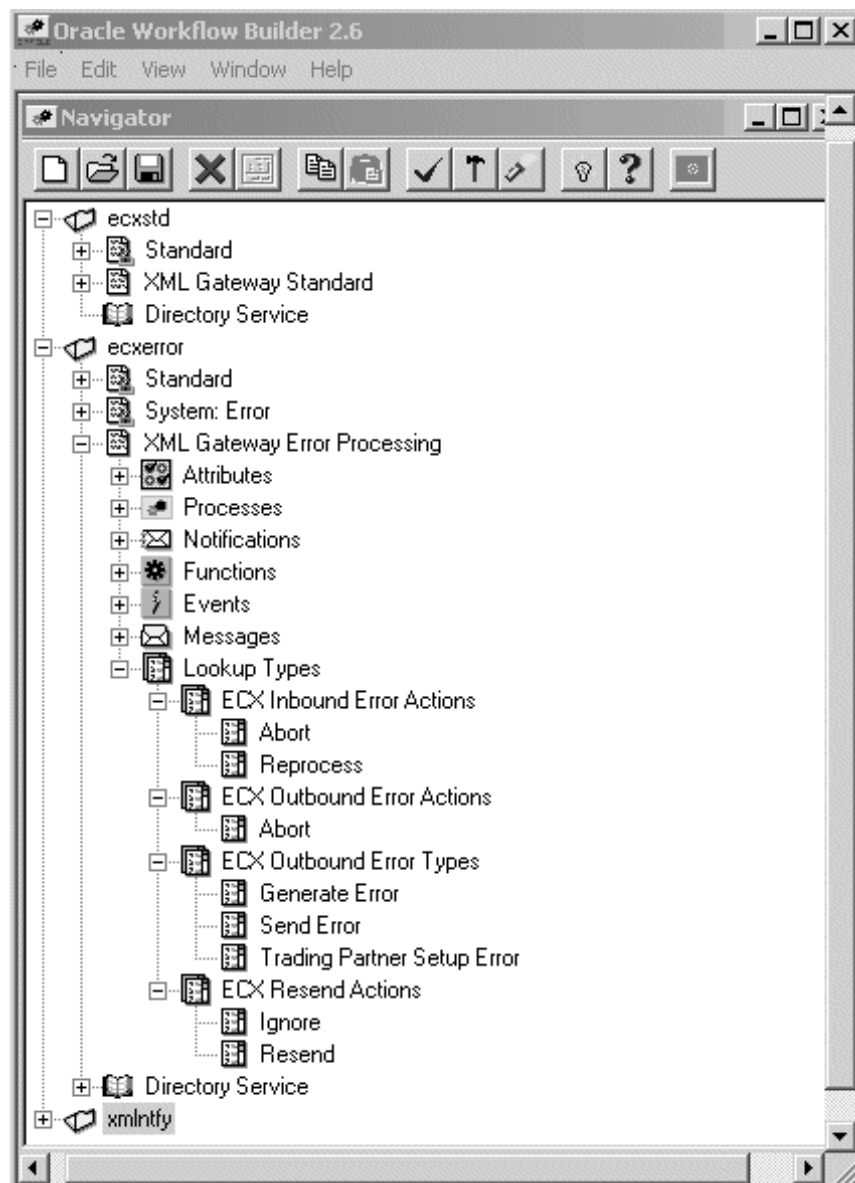 Oracle Workflow Builder 2.6
File Edit View Window Help
Navigator
ecxstd
Standard
XML Gateway Standard
Directory Service
ecxerror
Standard
System: Error
XML Gateway Error Processing
Attributes
Processes
Notifications
Functions
Events
Messages
Lookup Types
ECX Inbound Error Actions
Abort
Reprocess
ECX Outbound Error Actions
Abort
ECX Outbound Error Types
Generate Error
Send Error
Trading Partner Setup Error
ECX Resend Actions
Ignore
Resend
Directory Service
xmlntfy